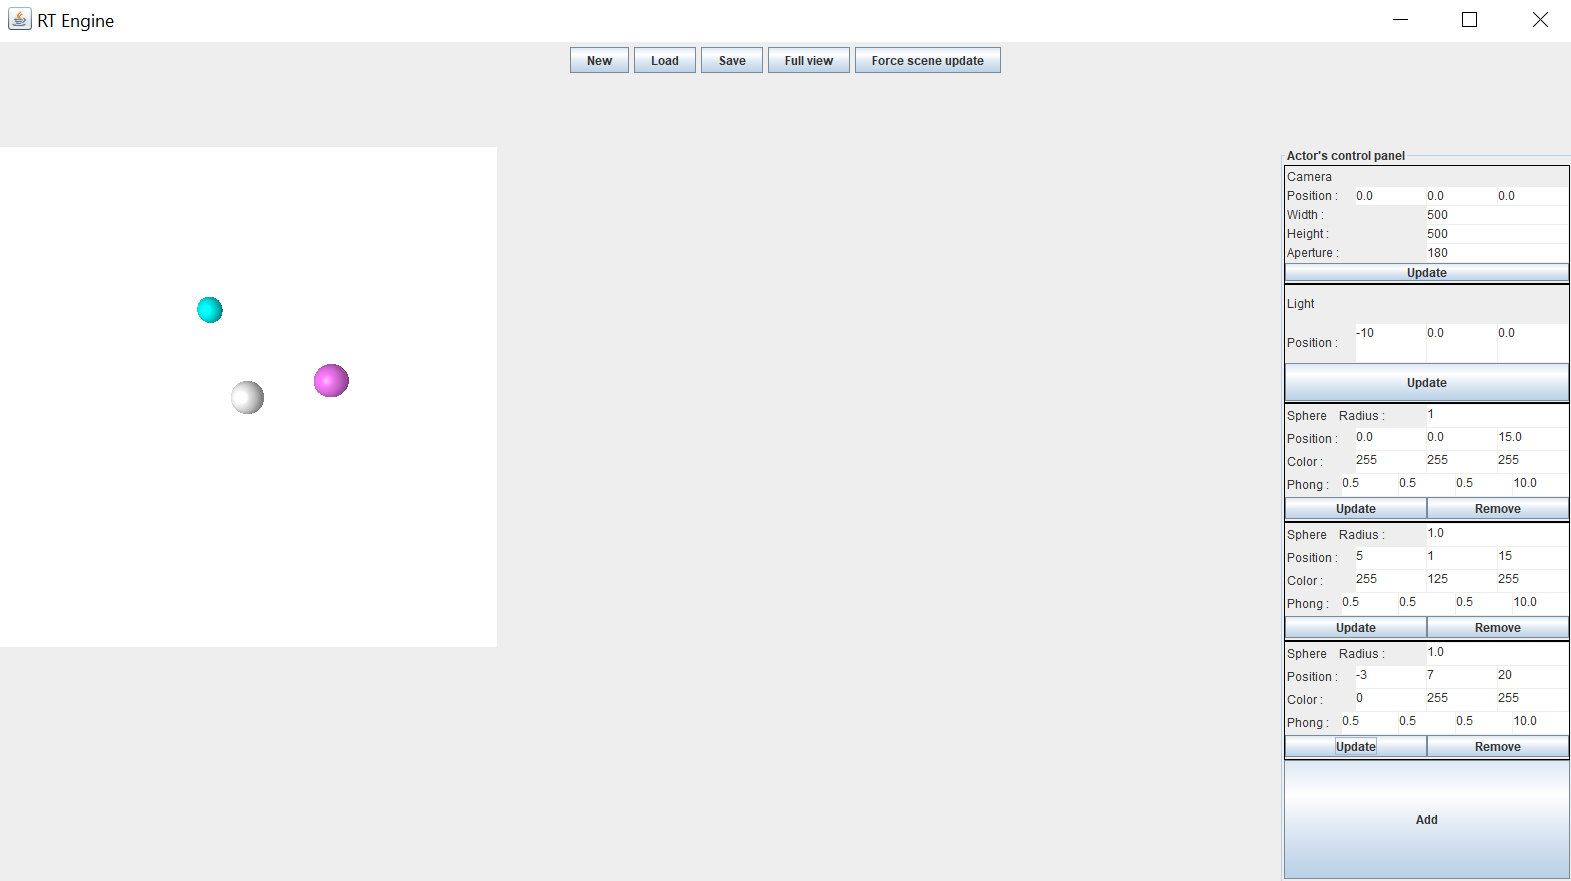 RT Engine
New Load Save Full view Force scene update
Actor's control panel
Camera
Position : 0.0 0.0 0.0
Width : 500
Height : 500
Aperture : 180
Update
Light
Position : -10 0.0 0.0
Update
Sphere Radius : 1
Position : 0.0 0.0 15.0
Color : 255 255 255
Phong : 0.5 0.5 0.5 10.0
Update Remove
Sphere Radius : 1.0
Position : 5 1 15
Color : 255 125 255
Phong : 0.5 0.5 0.5 10.0
Update Remove
Sphere Radius : 1.0
Position : -3 7 20
Color : 0 255 255
Phong : 0.5 0.5 0.5 10.0
Update Remove
Add